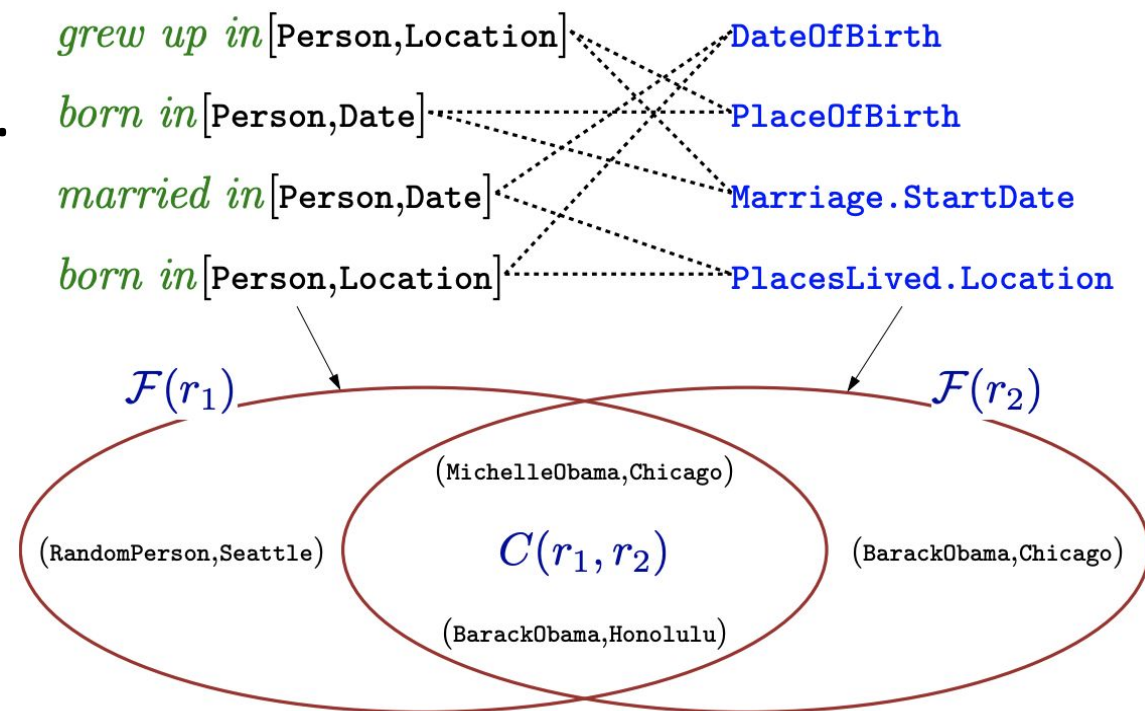 grew up in[Person,Location] DateOfBirth
born in[Person,Date] PlaceOfBirth
married in[Person,Date] Marriage.StartDate
born in[Person,Location] PlacesLived.Location
F(r₁) F(r₂)
(MichelleObama,Chicago)
(RandomPerson,Seattle) C(r₁, r₂) (BarackObama,Chicago)
(BarackObama,Honolulu)